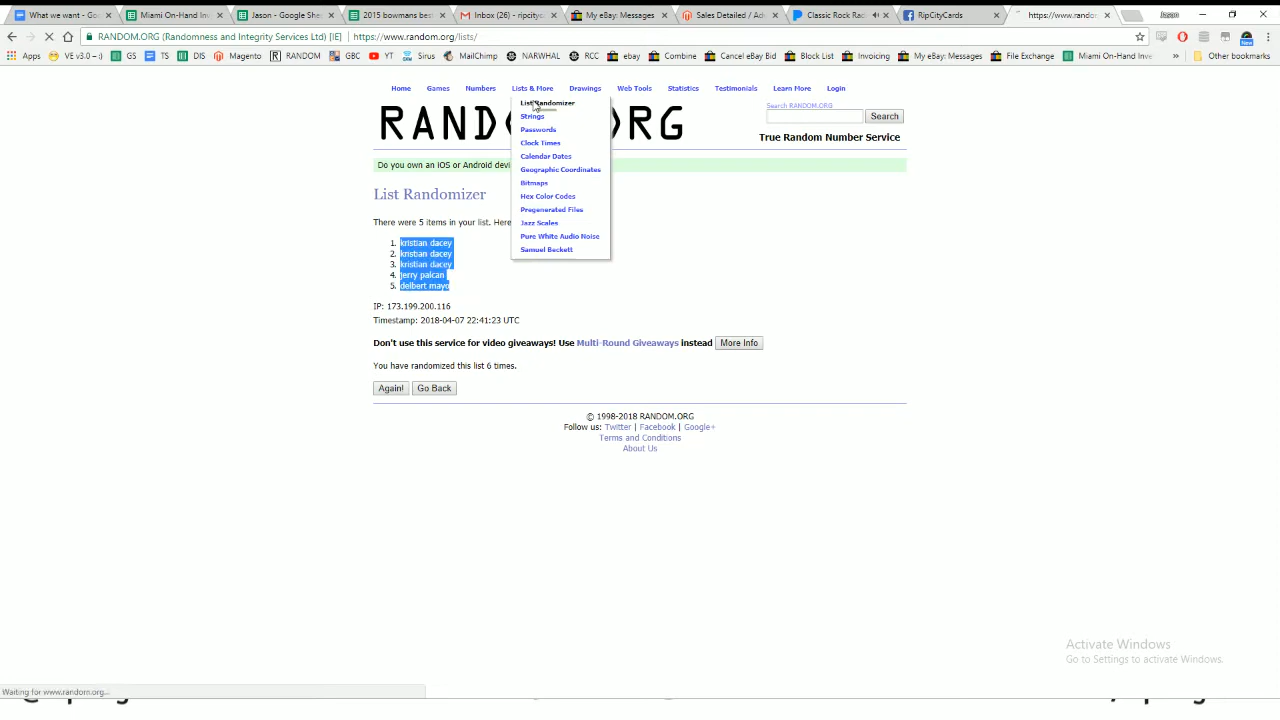 What we want - Go
Miami On-Hand Inv
Jason - Google She
2015 bowmans best
Inbox (26) - ripcityca
My eBay: Messages
Sales Detailed / Ad
Classic Rock Rad
RipCityCards
https://www.rando
Jason
RANDOM.ORG (Randomness and Integrity Services Ltd) [IE] https://www.random.org/lists/
Apps VE v3-0 (11) GS TS DIS Magento GBC YT Sirus MailChimp NARWHAL RCC ebay Combine Cancel eBay Bid Block List Invoicing My eBay: Messages File Exchange Miami On-Hand Inve » Other bookmarks
New
Home Games Numbers Lists & More Drawings Web Tools Statistics Testimonials Learn More Login
List Randomizer
Strings
Passwords
Clock Times
Calendar Dates
Geographic Coordinates
Bitmaps
Hex Color Codes
Pregenerated Files
Jazz Scales
Pure White Audio Noise
Samuel Beckett
Search RANDOM.ORG
Search
True Random Number Service
Do you own an iOS or Android devi
List Randomizer
There were 5 items in your list. Here
1. kristian dacey
2. kristian dacey
3. kristian dacey
4. jerry palcan
5. delbert mayo
IP: 173.199.200.116
Timestamp: 2018-04-07 22:41:23 UTC
Don't use this service for video giveaways! Use Multi-Round Giveaways instead More Info
You have randomized this list 6 times.
Again! Go Back
© 1998-2018 RANDOM.ORG
Follow us: Twitter | Facebook | Google+
Terms and Conditions
About Us
Activate Windows
Go to Settings to activate Windows.
Waiting for www.random.org...